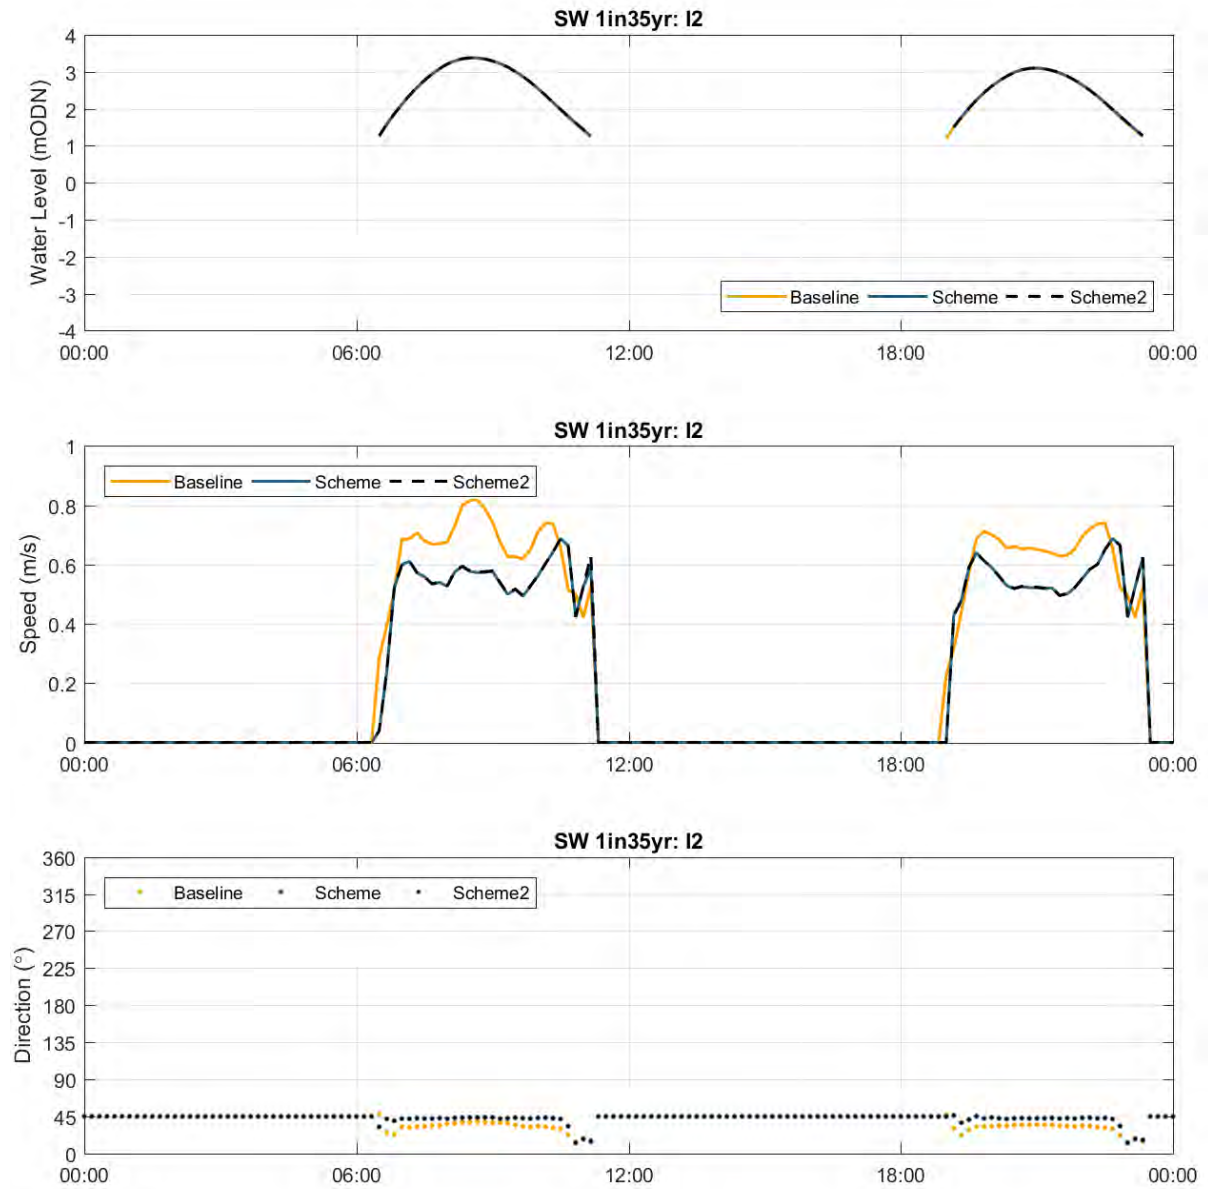 SW 1in35yr: I2
4
3
2
1
0
-1
-2
-3
-4
Water Level (mODN)
Baseline Scheme Scheme2
00:00 06:00 12:00 18:00 00:00
SW 1in35yr: I2
1
0.8
0.6
0.4
0.2
0
Speed (m/s)
Baseline Scheme Scheme2
00:00 06:00 12:00 18:00 00:00
SW 1in35yr: I2
360
315
270
225
180
135
90
45
0
Direction (°)
Baseline Scheme Scheme2
00:00 06:00 12:00 18:00 00:00